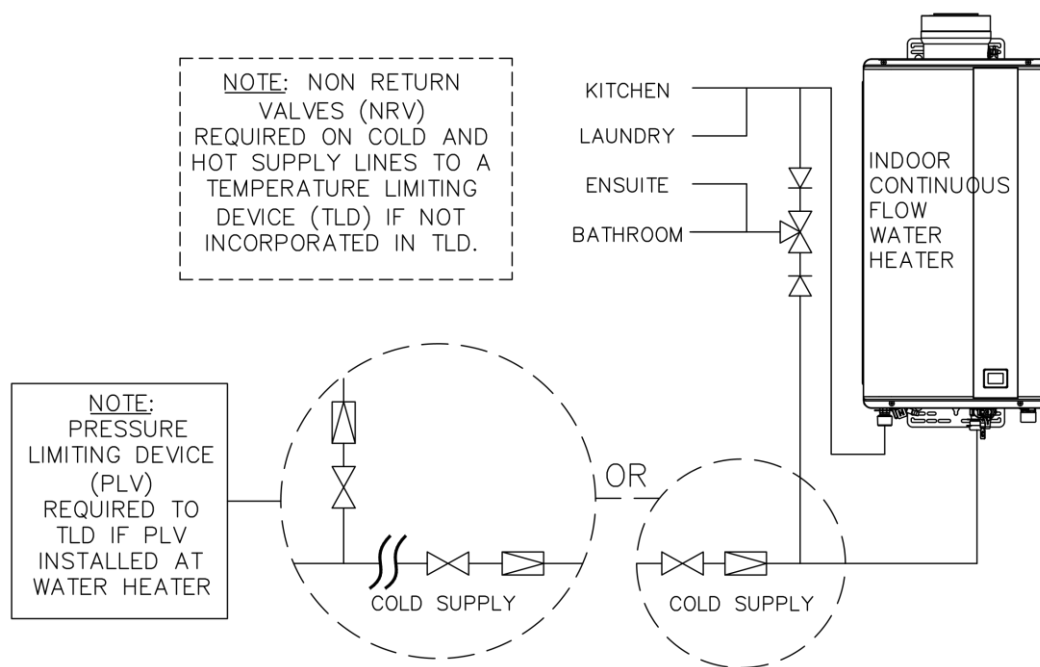 NOTE: NON RETURN
VALVES (NRV)
REQUIRED ON COLD AND
HOT SUPPLY LINES TO A
TEMPERATURE LIMITING
DEVICE (TLD) IF NOT
INCORPORATED IN TLD.
KITCHEN
LAUNDRY
ENSUITE
BATHROOM
INDOOR
CONTINUOUS
FLOW
WATER
HEATER
NOTE:
PRESSURE
LIMITING DEVICE
(PLV)
REQUIRED TO
TLD IF PLV
INSTALLED AT
WATER HEATER
COLD SUPPLY
OR
COLD SUPPLY